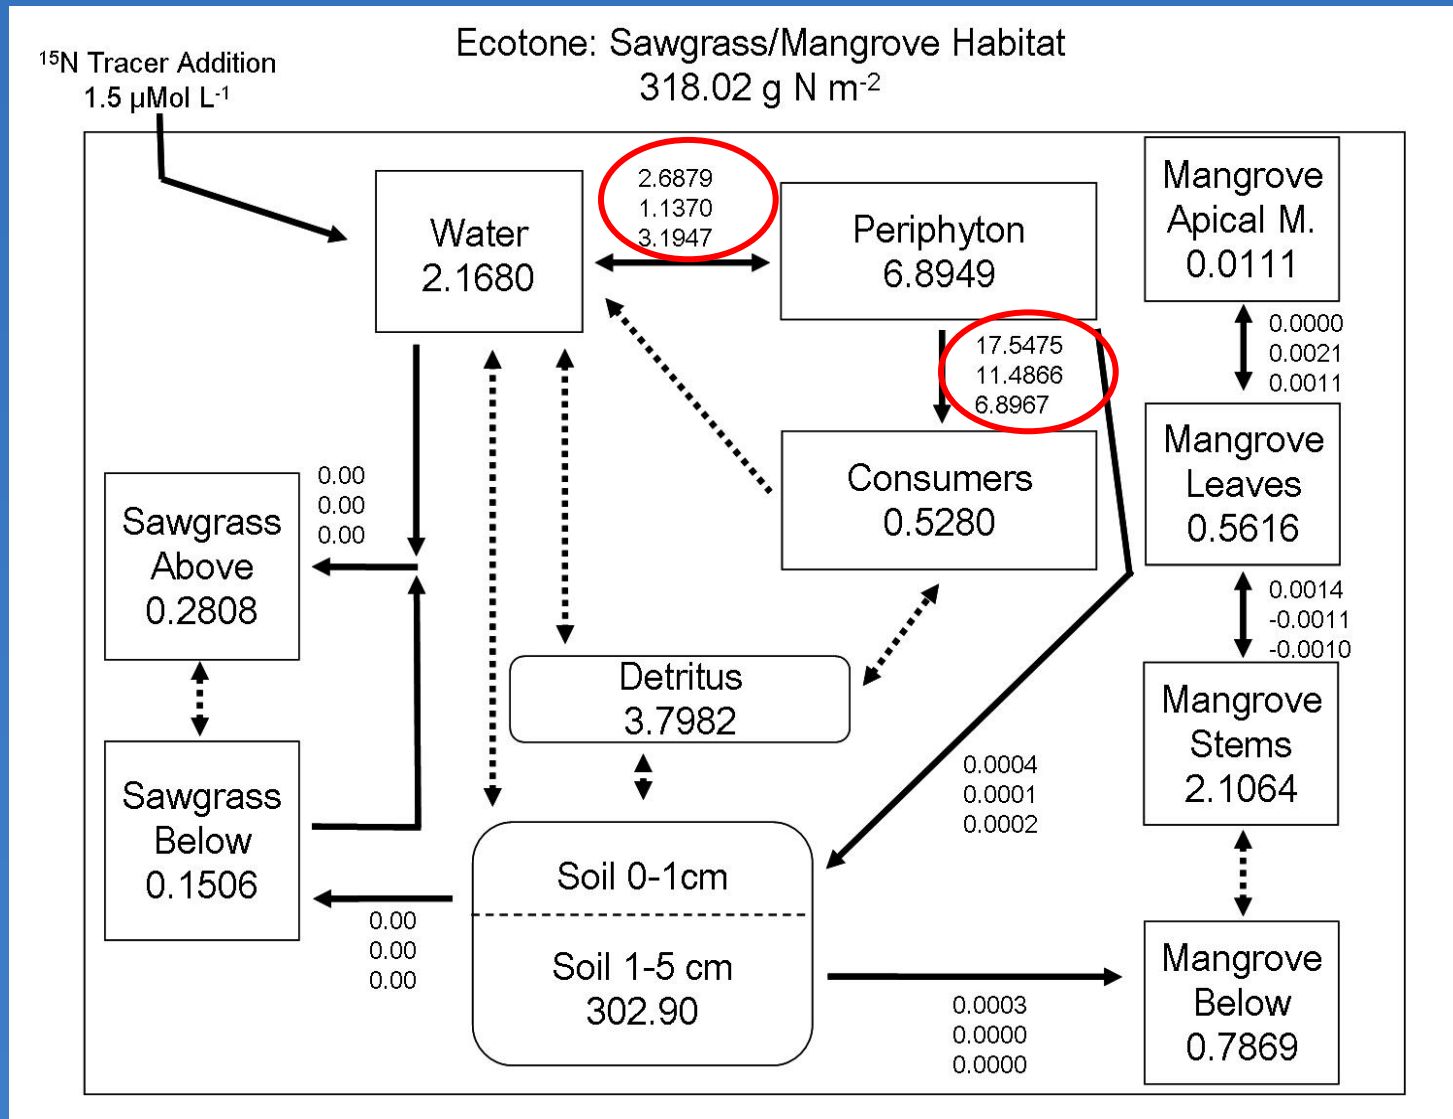 Ecotone: Sawgrass/Mangrove Habitat
318.02 g N m-2
15N Tracer Addition
1.5 µMol L-1
Water
2.1680
2.6879
1.1370
3.1947
Periphyton
6.8949
Mangrove
Apical M.
0.0111
17.5475
11.4866
6.8967
0.0000
0.0021
0.0011
Consumers
0.5280
Mangrove
Leaves
0.5616
0.00
0.00
0.00
Sawgrass
Above
0.2808
0.0014
-0.0011
-0.0010
Detritus
3.7982
Mangrove
Stems
2.1064
Sawgrass
Below
0.1506
0.0004
0.0001
0.0002
Soil 0-1cm
Soil 1-5 cm
302.90
0.00
0.00
0.00
0.0003
0.0000
0.0000
Mangrove
Below
0.7869